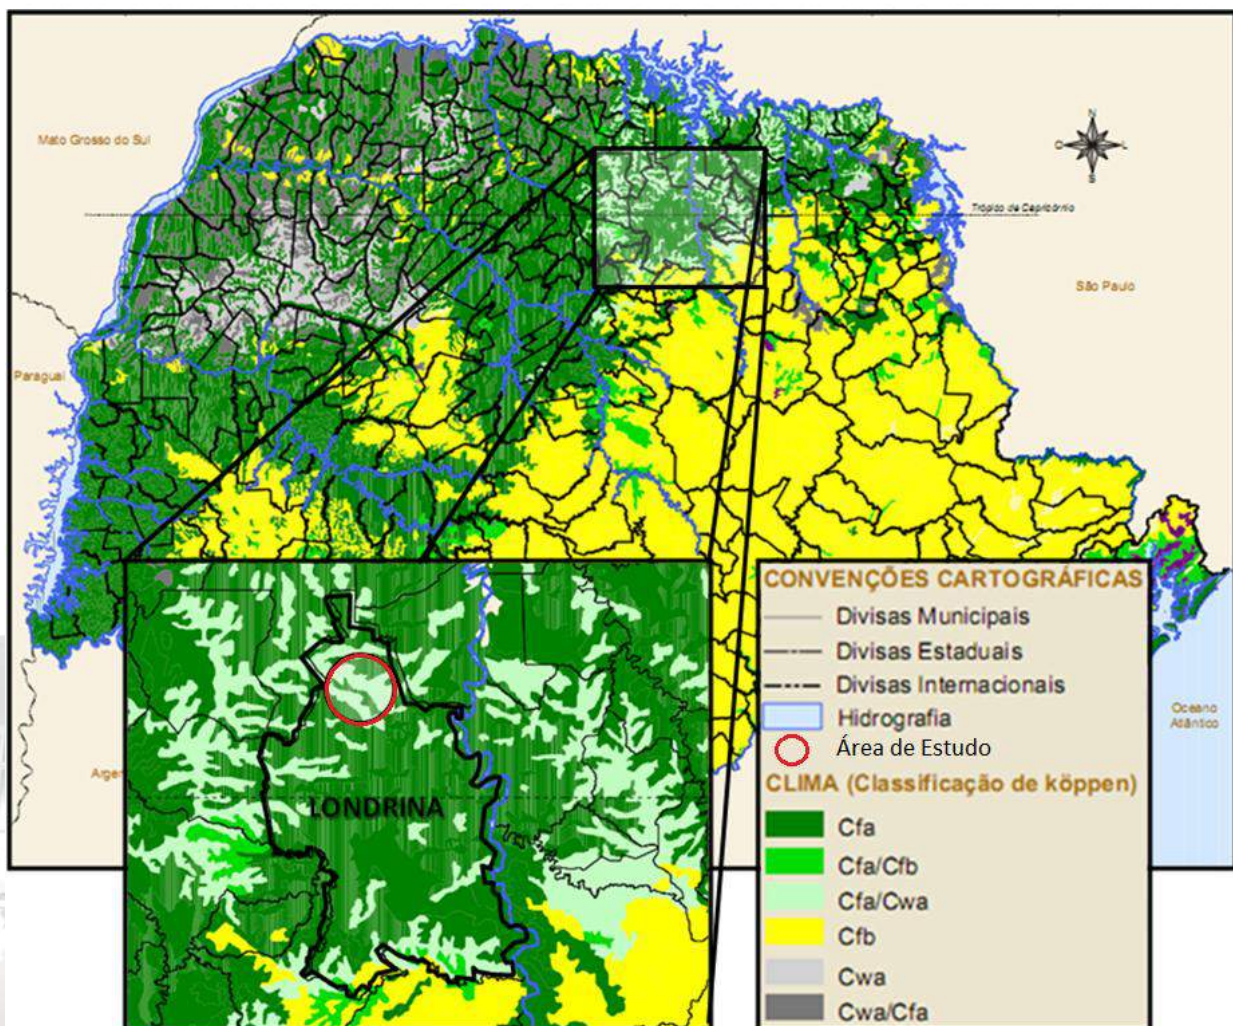 Mato Grosso do Sul
N
O
L
S
Trópico de Capricórnio
São Paulo
Paraguai
Oceano
Atlântico
LONDRINA
CONVENÇÕES CARTOGRÁFICAS
Divisas Municipais
Divisas Estaduais
Divisas Internacionais
Hidrografia
Área de Estudo
CLIMA (Classificação de köppen)
Cfa
Cfa/Cfb
Cfa/Cwa
Cfb
Cwa
Cwa/Cfa